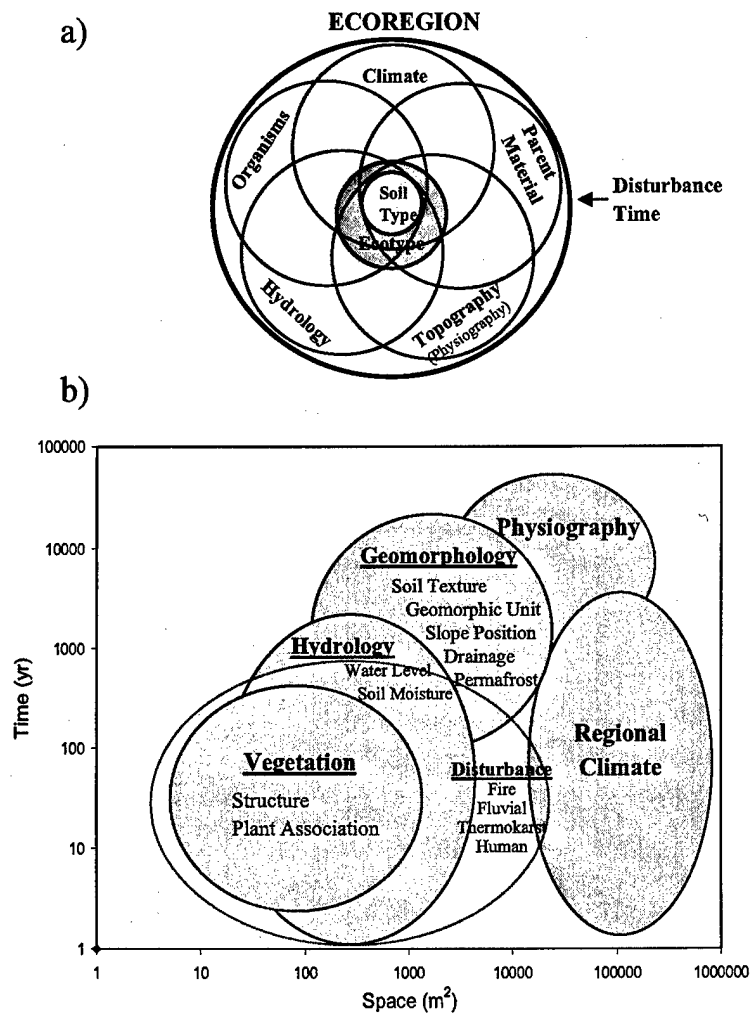 a)
ECOREGION
Climate
Organisms
Parent
Material
Disturbance
Time
Soil
Type
Ecotype
Hydrology
Topography
(Physiography)
b)
Time (yr)
100000
10000
1000
100
10
1
Physiography
Geomorphology
Soil Texture
Geomorphic Unit
Slope Position
Drainage
Permafrost
Hydrology
Water Level
Soil Moisture
Regional
Climate
Vegetation
Structure
Plant Association
Disturbance
Fire
Fluvial
Thermokarst
Human
1 10 100 1000 10000 100000 1000000
Space (m²)